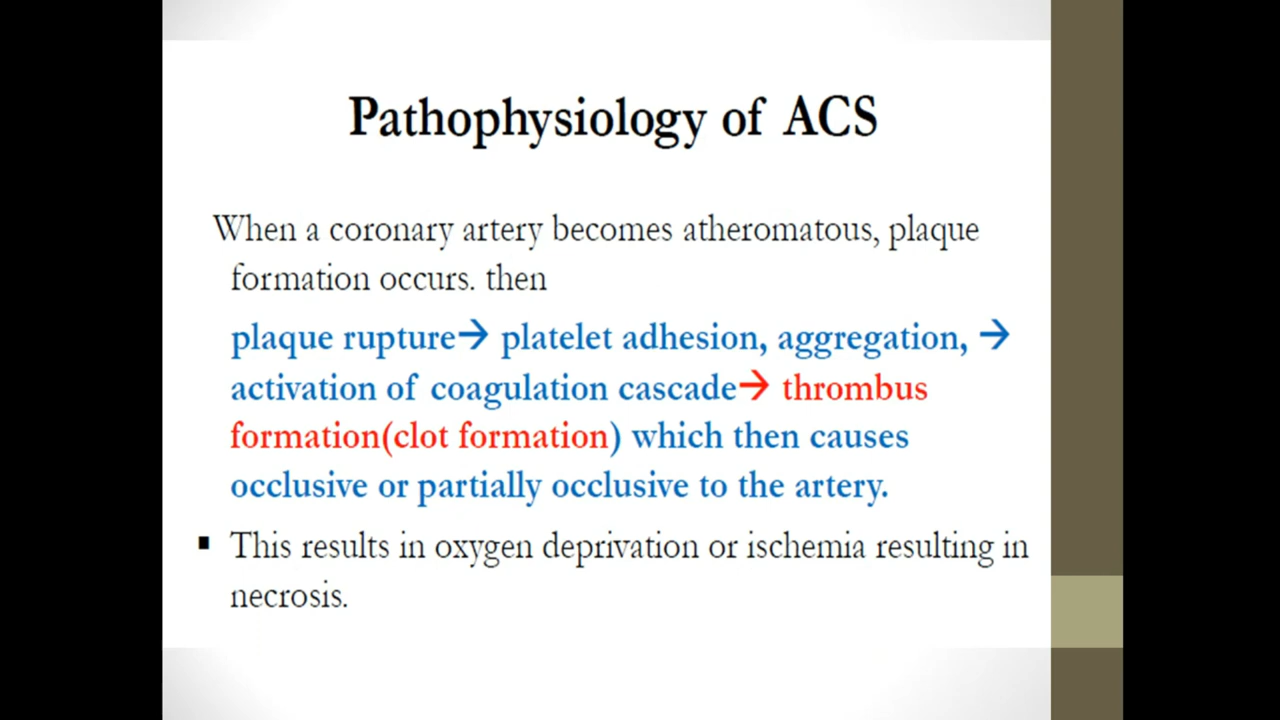 Pathophysiology of ACS
When a coronary artery becomes atheromatous, plaque
formation occurs. then
plaque rupture→ platelet adhesion, aggregation, →
activation of coagulation cascade→ thrombus
formation(clot formation) which then causes
occlusive or partially occlusive to the artery.
▪ This results in oxygen deprivation or ischemia resulting in
necrosis.